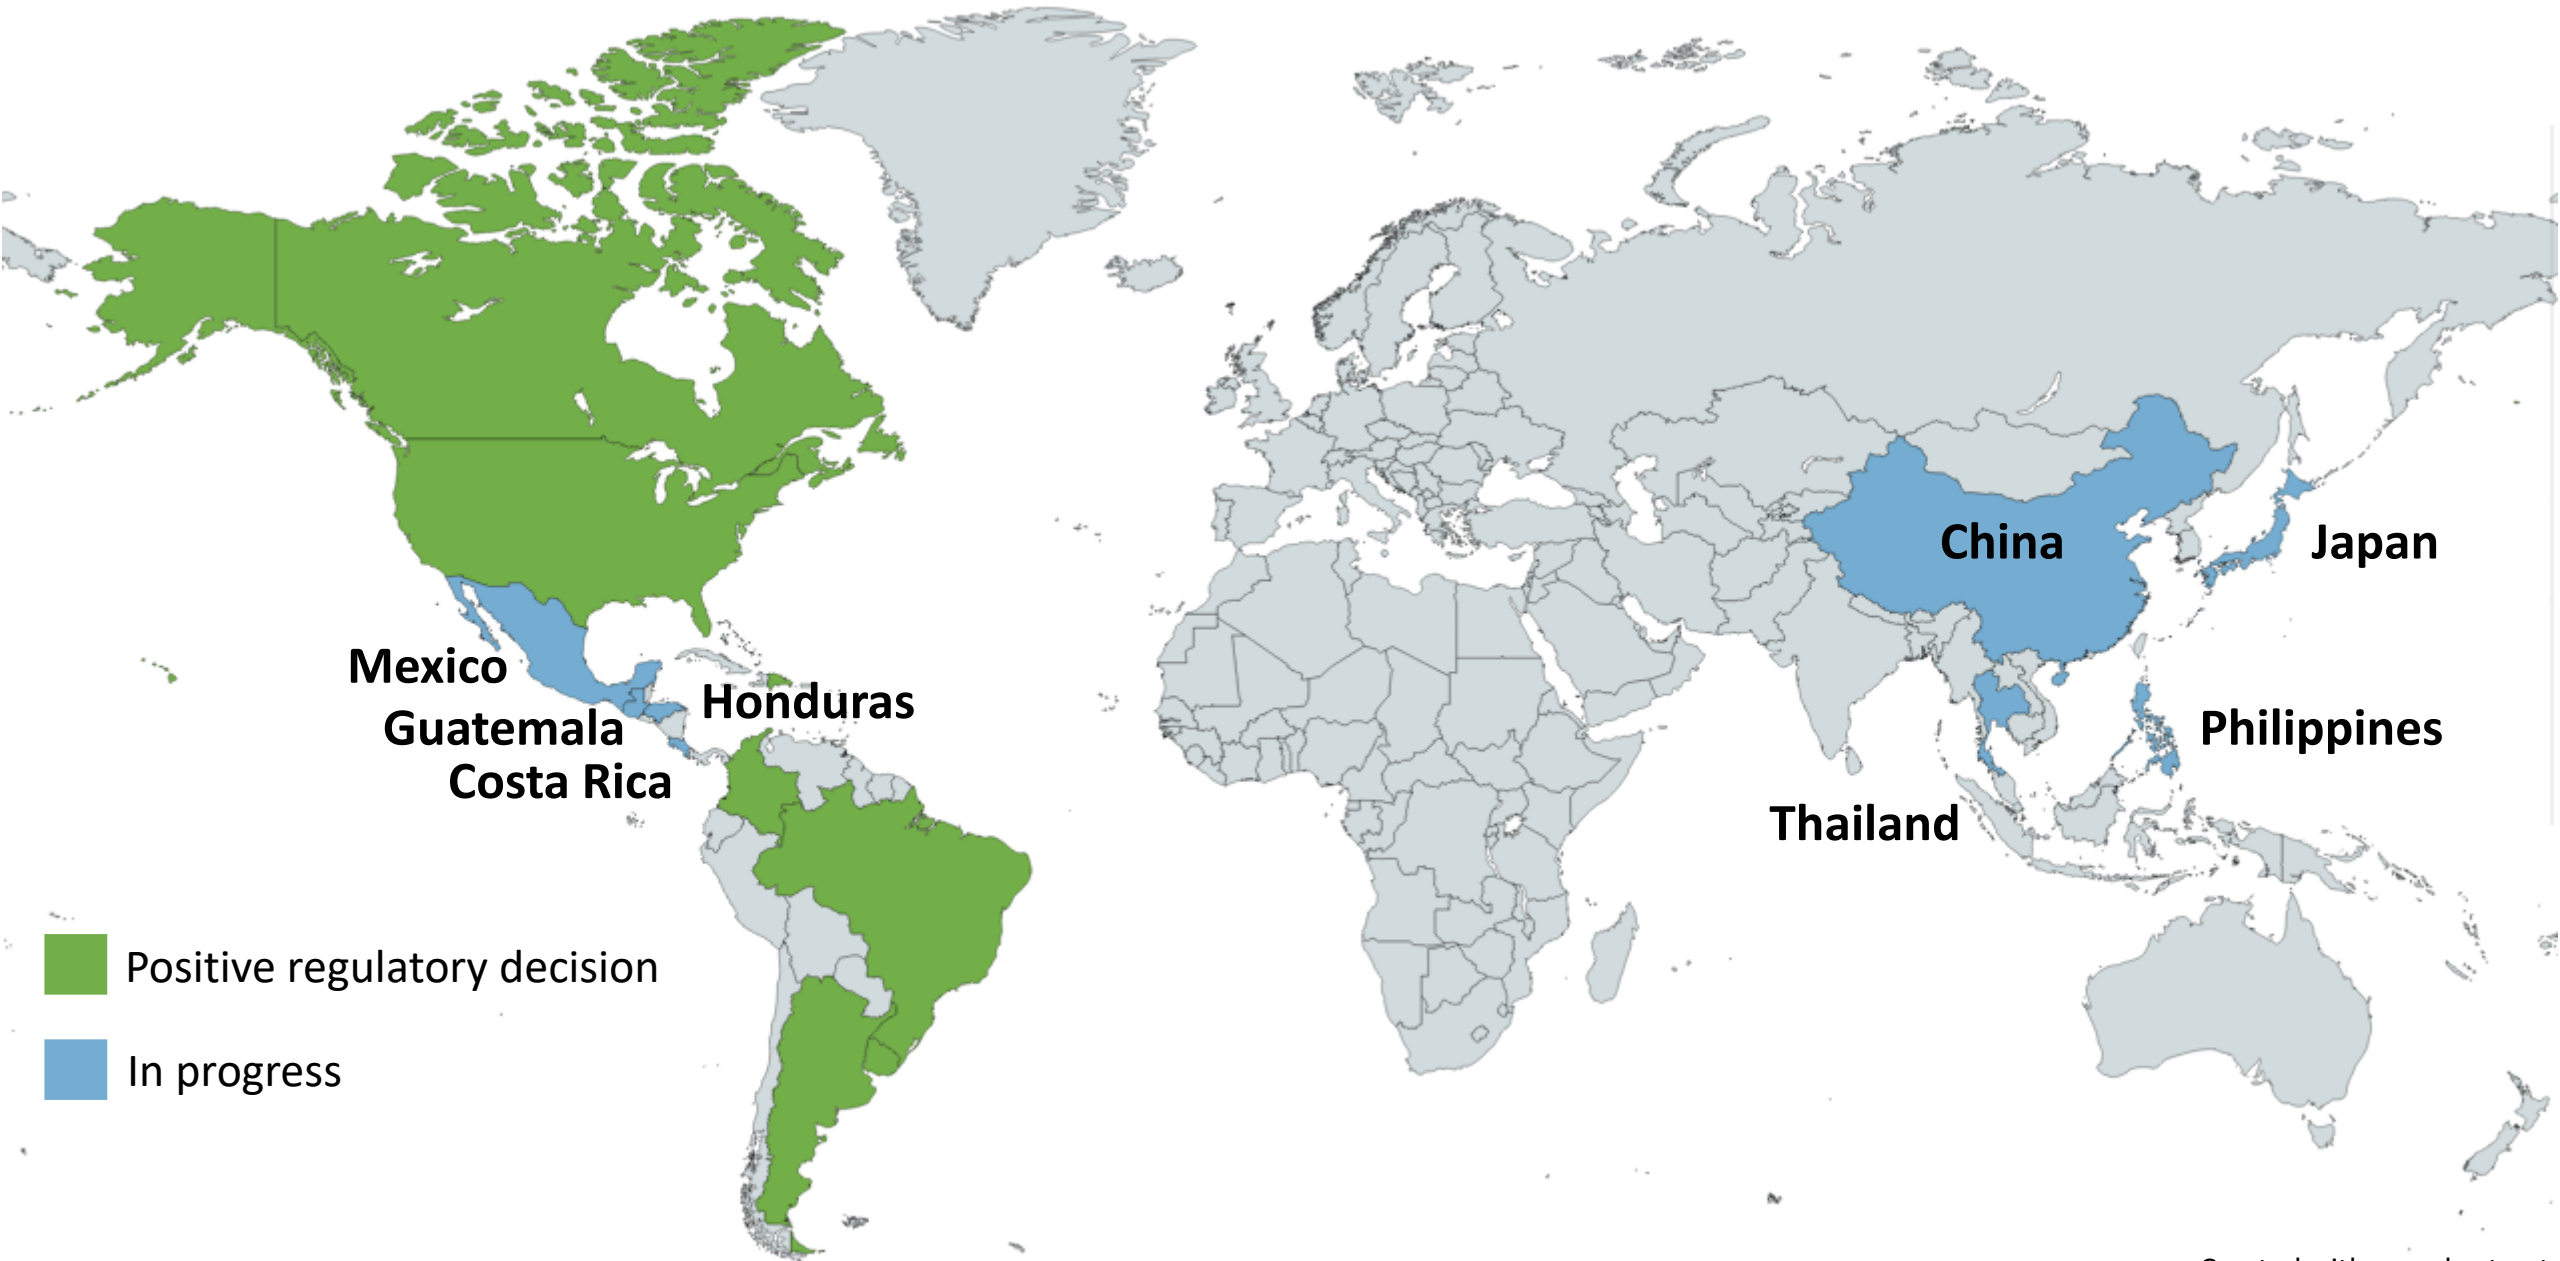 China
Japan
Mexico
Honduras
Guatemala
Philippines
Costa Rica
Thailand
Positive regulatory decision
In progress